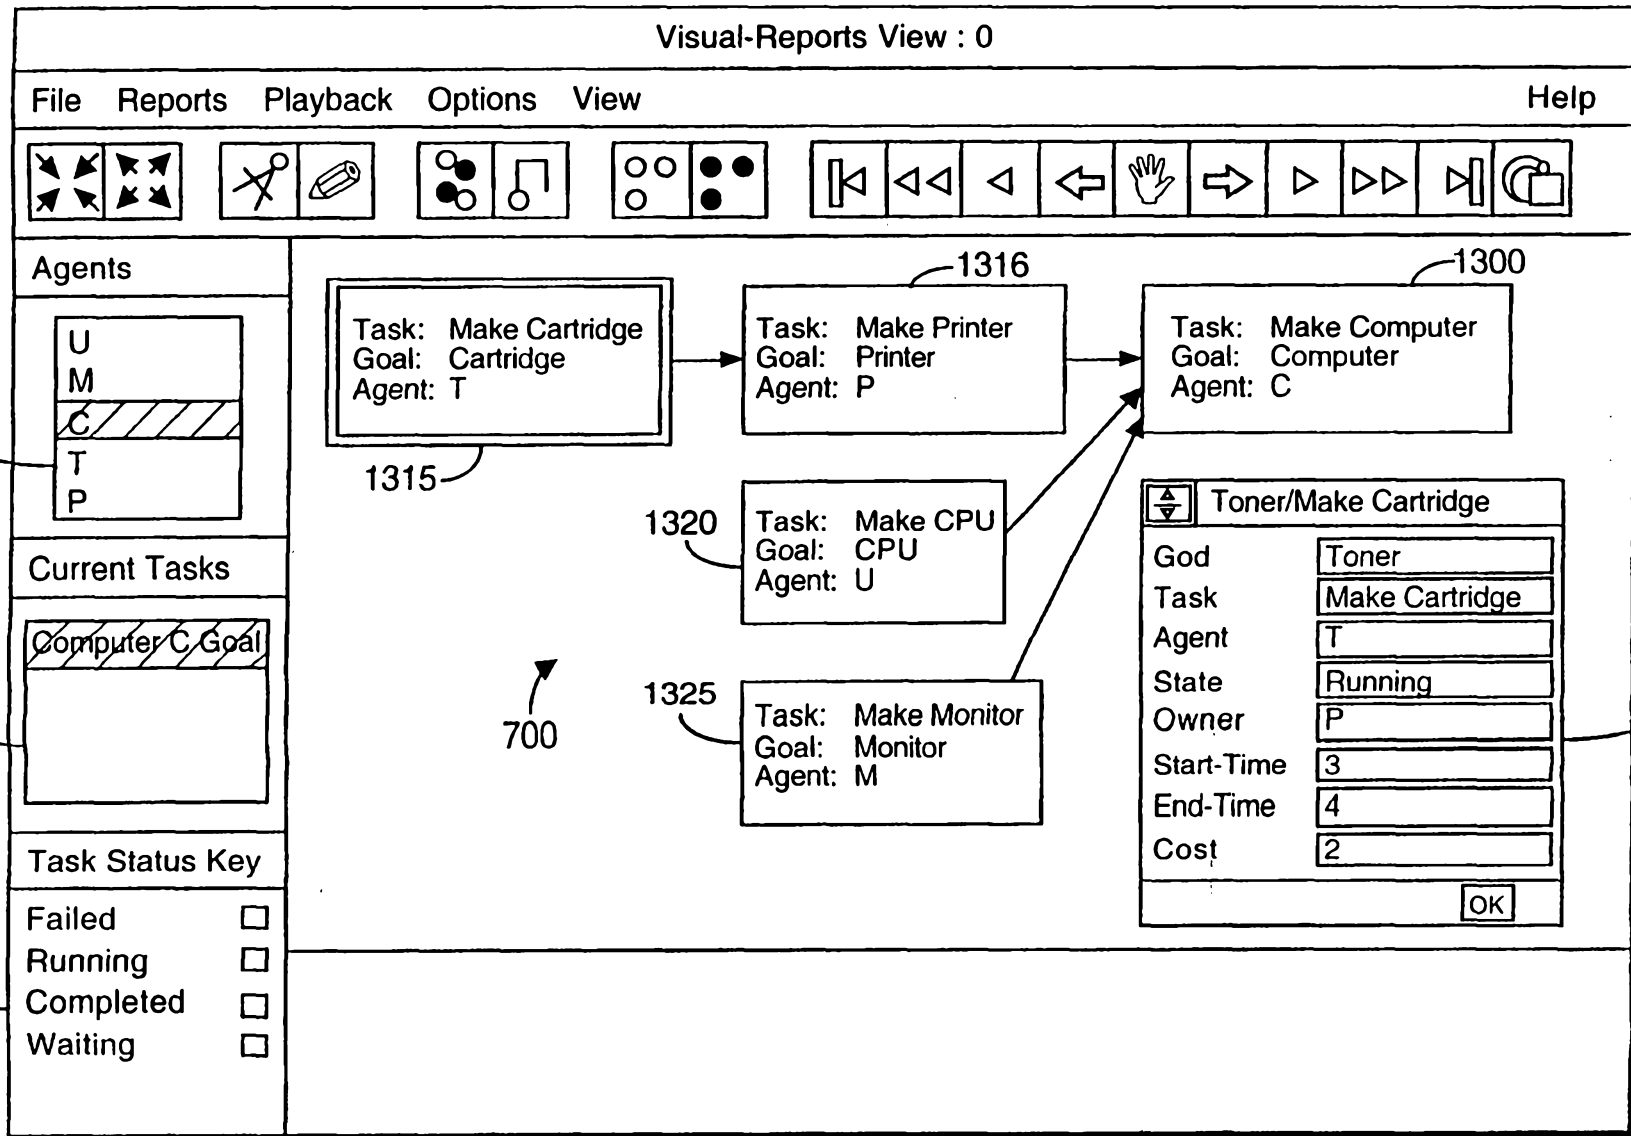 Visual-Reports View : 0
File Reports Playback Options View Help
Agents
U
M
C
T
P
Current Tasks
Computer C Goal
Task Status Key
Failed
Running
Completed
Waiting
Task: Make Cartridge
Goal: Cartridge
Agent: T
1315
1316
Task: Make Printer
Goal: Printer
Agent: P
1300
Task: Make Computer
Goal: Computer
Agent: C
1320
Task: Make CPU
Goal: CPU
Agent: U
1325
Task: Make Monitor
Goal: Monitor
Agent: M
700
Toner/Make Cartridge
God Toner
Task Make Cartridge
Agent T
State Running
Owner P
Start-Time 3
End-Time 4
Cost 2
OK